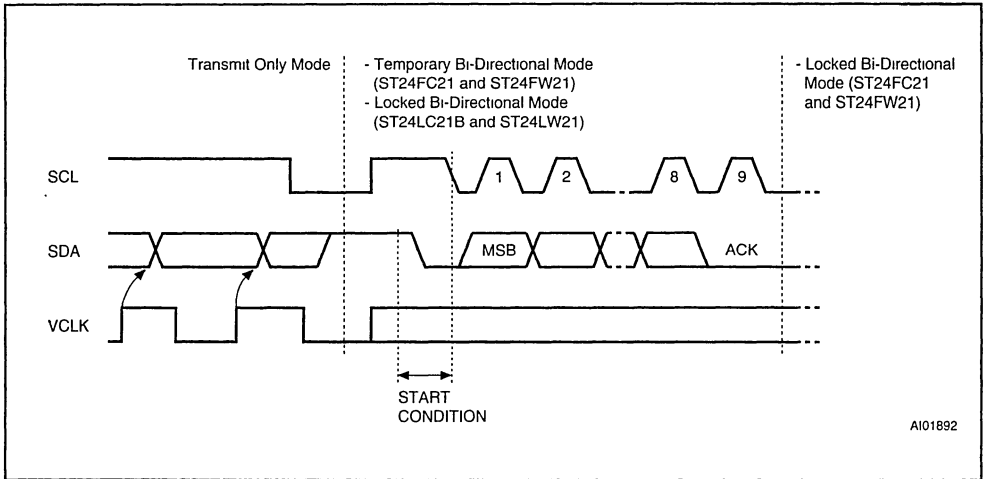 Transmit Only Mode
- Temporary Bi-Directional Mode
(ST24FC21 and ST24FW21)
- Locked Bi-Directional Mode
(ST24LC21B and ST24LW21)
- Locked Bi-Directional
Mode (ST24FC21
and ST24FW21)
SCL
1
2
8
9
SDA
MSB
ACK
VCLK
START
CONDITION
AI01892